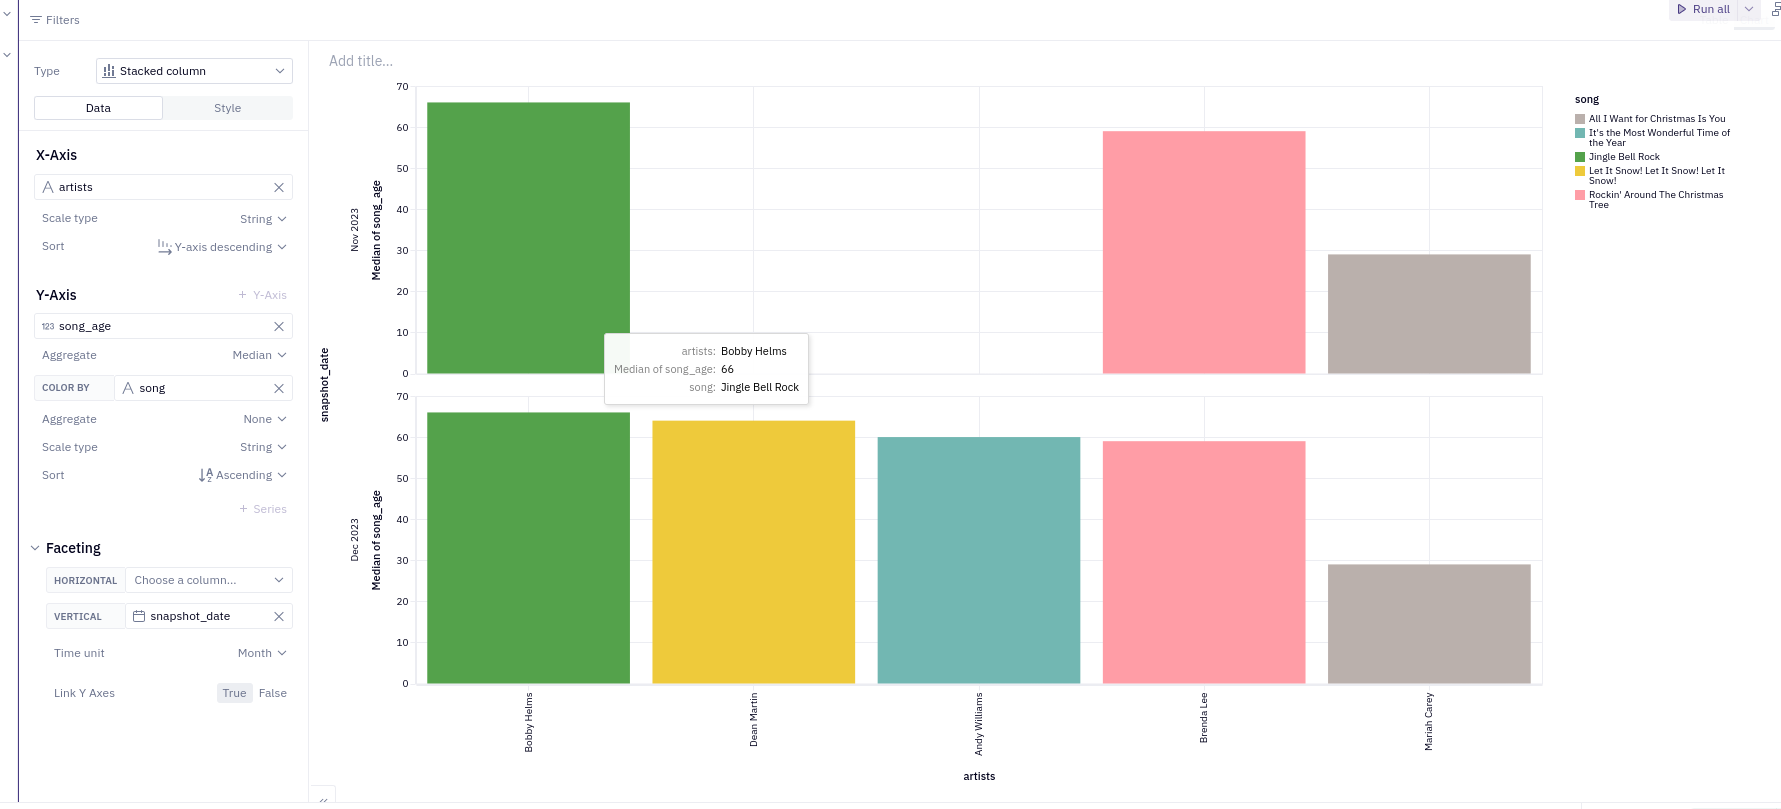 Filters
Run all
Type
Stacked column
Data
Style
X-Axis
artists
Scale type
String
Sort
Y-axis descending
Y-Axis
+ Y-Axis
123 song_age
Aggregate
Median
COLOR BY
song
Aggregate
None
Scale type
String
Sort
Ascending
+ Series
Faceting
HORIZONTAL
Choose a column...
VERTICAL
snapshot_date
Time unit
Month
Link Y Axes
True
False
Add title...
snapshot_date
Nov 2023
Median of song_age
70
60
50
40
30
20
10
0
artists: Bobby Helms
Median of song_age: 66
song: Jingle Bell Rock
Dec 2023
Median of song_age
70
60
50
40
30
20
10
0
Bobby Helms
Dean Martin
Andy Williams
Brenda Lee
Mariah Carey
artists
song
All I Want for Christmas Is You
It's the Most Wonderful Time of
the Year
Jingle Bell Rock
Let It Snow! Let It Snow! Let It
Snow!
Rockin' Around The Christmas
Tree